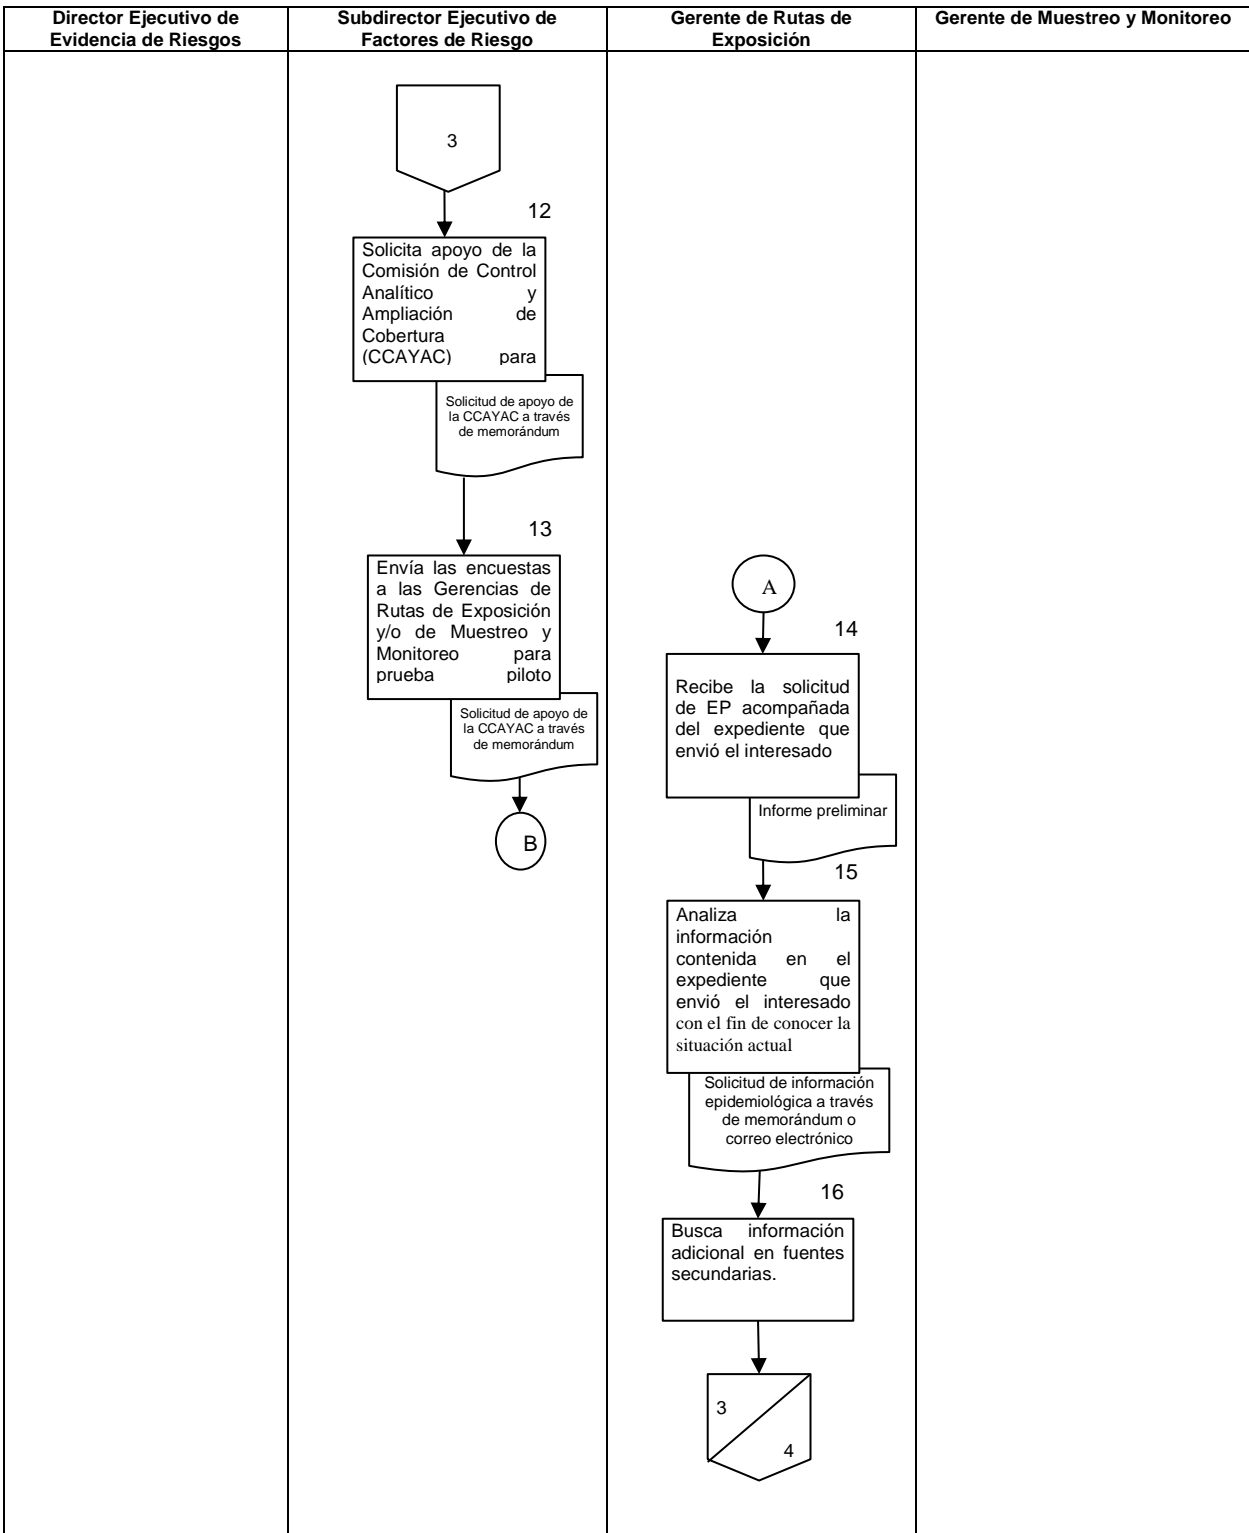 Director Ejecutivo de
Evidencia de Riesgos
Subdirector Ejecutivo de
Factores de Riesgo
Gerente de Rutas de
Exposición
Gerente de Muestreo y Monitoreo
3
12
Solicita apoyo de la
Comisión de Control
Analítico y
Ampliación de
Cobertura
(CCAYAC) para
Solicitud de apoyo de
la CCAYAC a través
de memorándum
13
Envía las encuestas
a las Gerencias de
Rutas de Exposición
y/o de Muestreo y
Monitoreo para
prueba piloto
Solicitud de apoyo de
la CCAYAC a través
de memorándum
B
A
14
Recibe la solicitud
de EP acompañada
del expediente que
envió el interesado
Informe preliminar
15
Analiza la
información
contenida en el
expediente que
envió el interesado
con el fin de conocer la
situación actual
Solicitud de información
epidemiológica a través
de memorándum o
correo electrónico
16
Busca información
adicional en fuentes
secundarias.
3
4